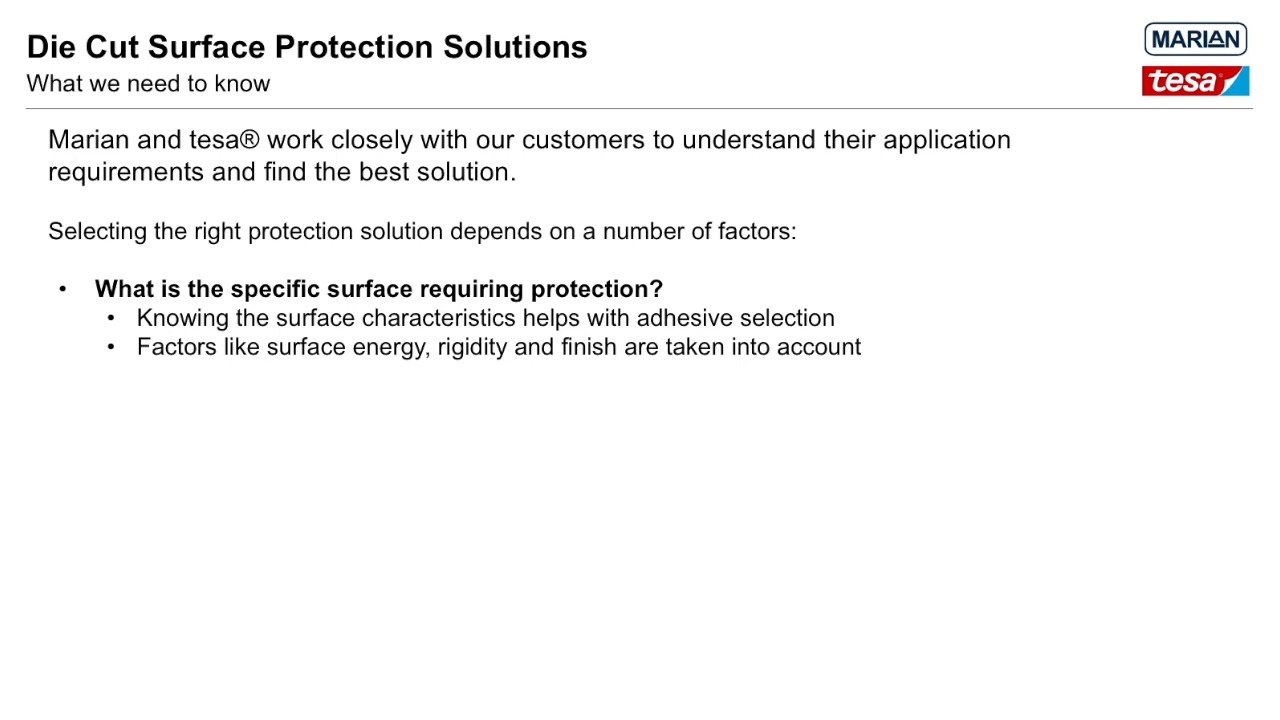 Die Cut Surface Protection Solutions
What we need to know
MARIAN
tesa®
Marian and tesa® work closely with our customers to understand their application
requirements and find the best solution.
Selecting the right protection solution depends on a number of factors:
• What is the specific surface requiring protection?
• Knowing the surface characteristics helps with adhesive selection
• Factors like surface energy, rigidity and finish are taken into account